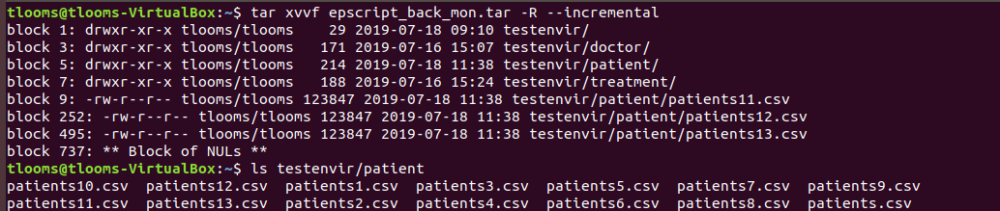 tlooms@tlooms-VirtualBox:~$ tar xvvf epscript_back_mon.tar -R --incremental
block 1: drwxr-xr-x tlooms/tlooms    29 2019-07-18 09:10 testenvir/
block 3: drwxr-xr-x tlooms/tlooms   171 2019-07-16 15:07 testenvir/doctor/
block 5: drwxr-xr-x tlooms/tlooms   214 2019-07-18 11:38 testenvir/patient/
block 7: drwxr-xr-x tlooms/tlooms   188 2019-07-16 15:24 testenvir/treatment/
block 9: -rw-r--r-- tlooms/tlooms 123847 2019-07-18 11:38 testenvir/patient/patients11.csv
block 252: -rw-r--r-- tlooms/tlooms 123847 2019-07-18 11:38 testenvir/patient/patients12.csv
block 495: -rw-r--r-- tlooms/tlooms 123847 2019-07-18 11:38 testenvir/patient/patients13.csv
block 737: ** Block of NULs **
tlooms@tlooms-VirtualBox:~$ ls testenvir/patient
patients10.csv  patients12.csv  patients1.csv  patients3.csv  patients5.csv  patients7.csv  patients9.csv
patients11.csv  patients13.csv  patients2.csv  patients4.csv  patients6.csv  patients8.csv  patients.csv